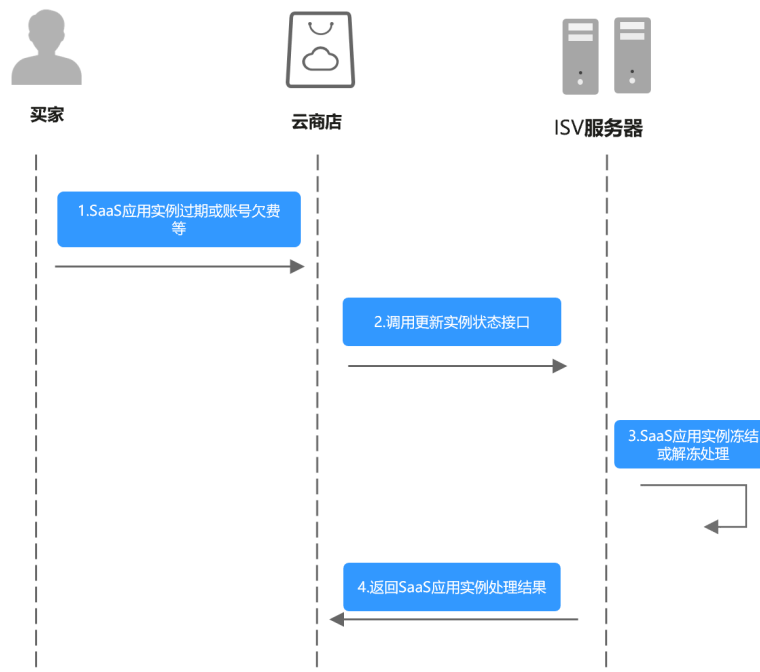 买家
云商店
ISV服务器
1.SaaS应用实例过期或账号欠费
等
2.调用更新实例状态接口
3.SaaS应用实例冻结
或解冻处理
4.返回SaaS应用实例处理结果